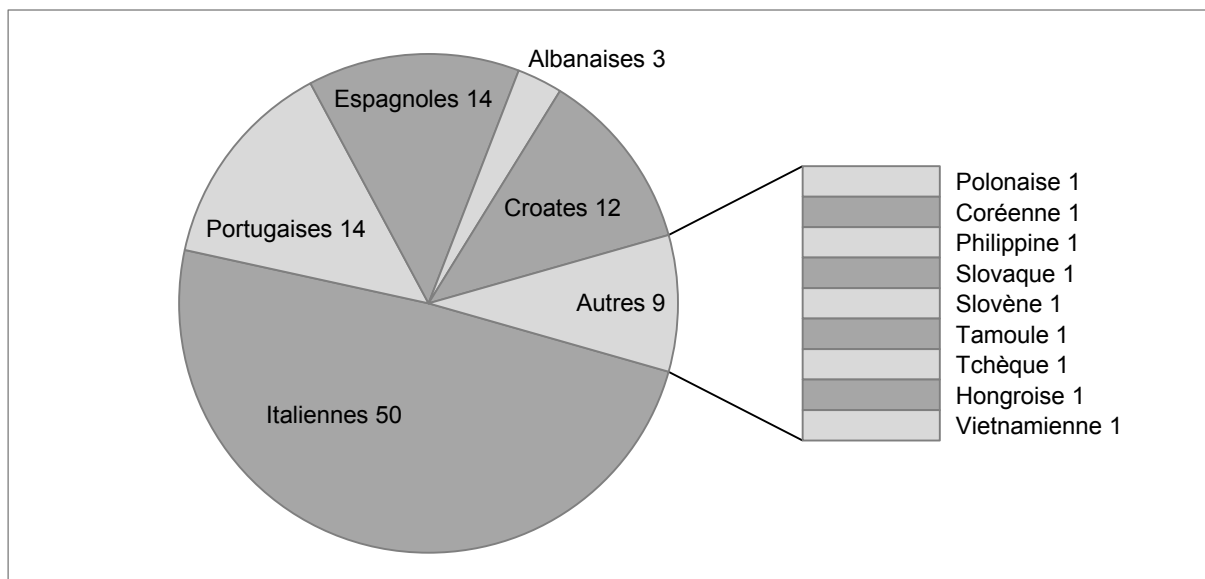 Albanaises 3
Espagnoles 14
Portugaises 14
Croates 12
Autres 9
Italiennes 50
Polonaise 1
Coréenne 1
Philippine 1
Slovaque 1
Slovène 1
Tamoule 1
Tchèque 1
Hongroise 1
Vietnamienne 1